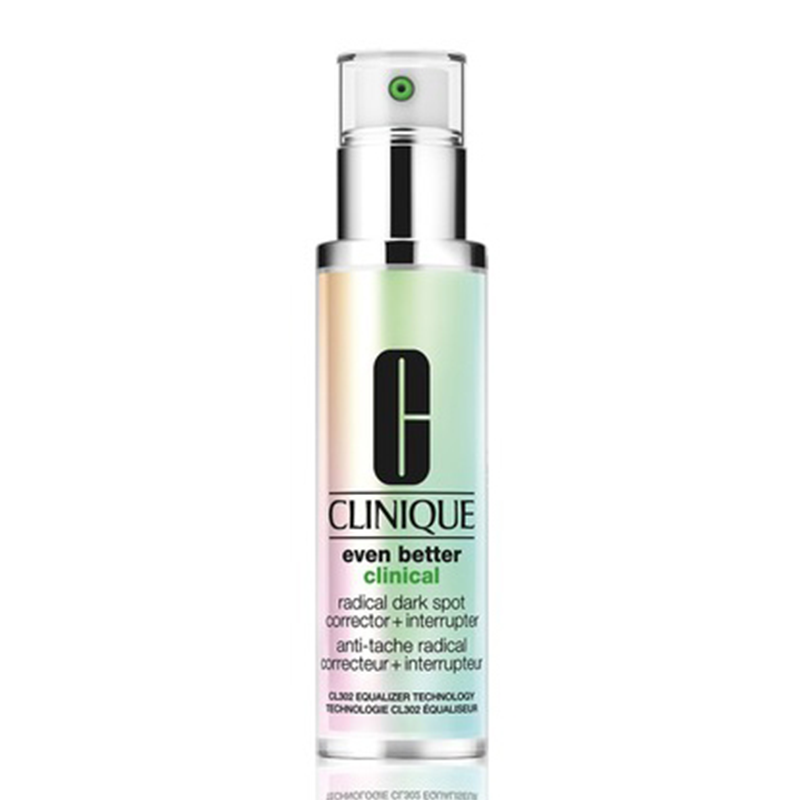 C
CLINIQUE
even better
clinical
radical dark spot
corrector + interrupter
anti-tache radical
correcteur + interrupteur
CL302 EQUALIZER TECHNOLOGY
TECHNOLOGIE CL302 ÉQUALISEUR